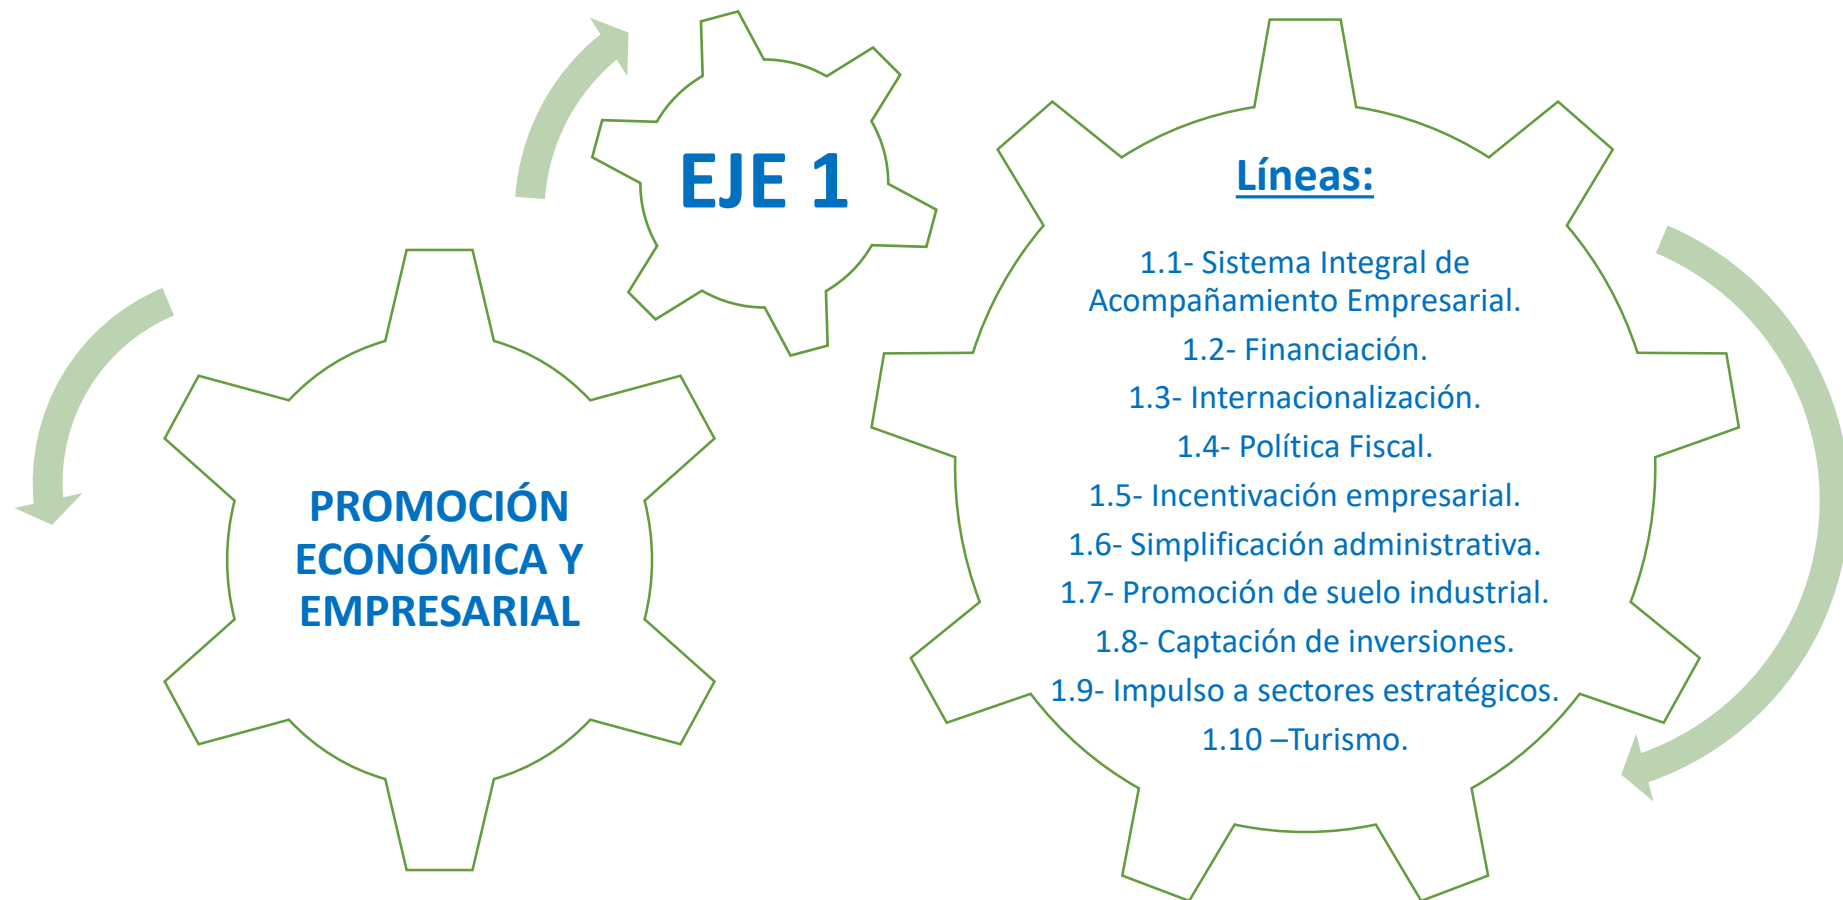 EJE 1
PROMOCIÓN
ECONÓMICA Y
EMPRESARIAL
Líneas:
1.1- Sistema Integral de
Acompañamiento Empresarial.
1.2- Financiación.
1.3- Internacionalización.
1.4- Política Fiscal.
1.5- Incentivación empresarial.
1.6- Simplificación administrativa.
1.7- Promoción de suelo industrial.
1.8- Captación de inversiones.
1.9- Impulso a sectores estratégicos.
1.10 –Turismo.